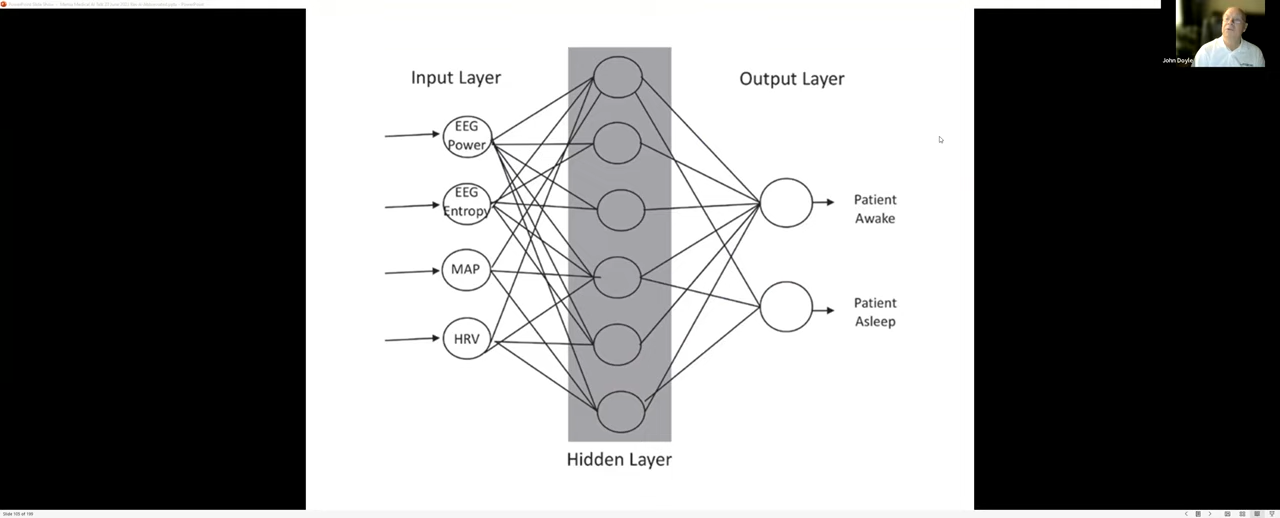 Input Layer
Output Layer
EEG
Power
EEG
Entropy
MAP
HRV
Patient
Awake
Patient
Asleep
Hidden Layer
John Doyle